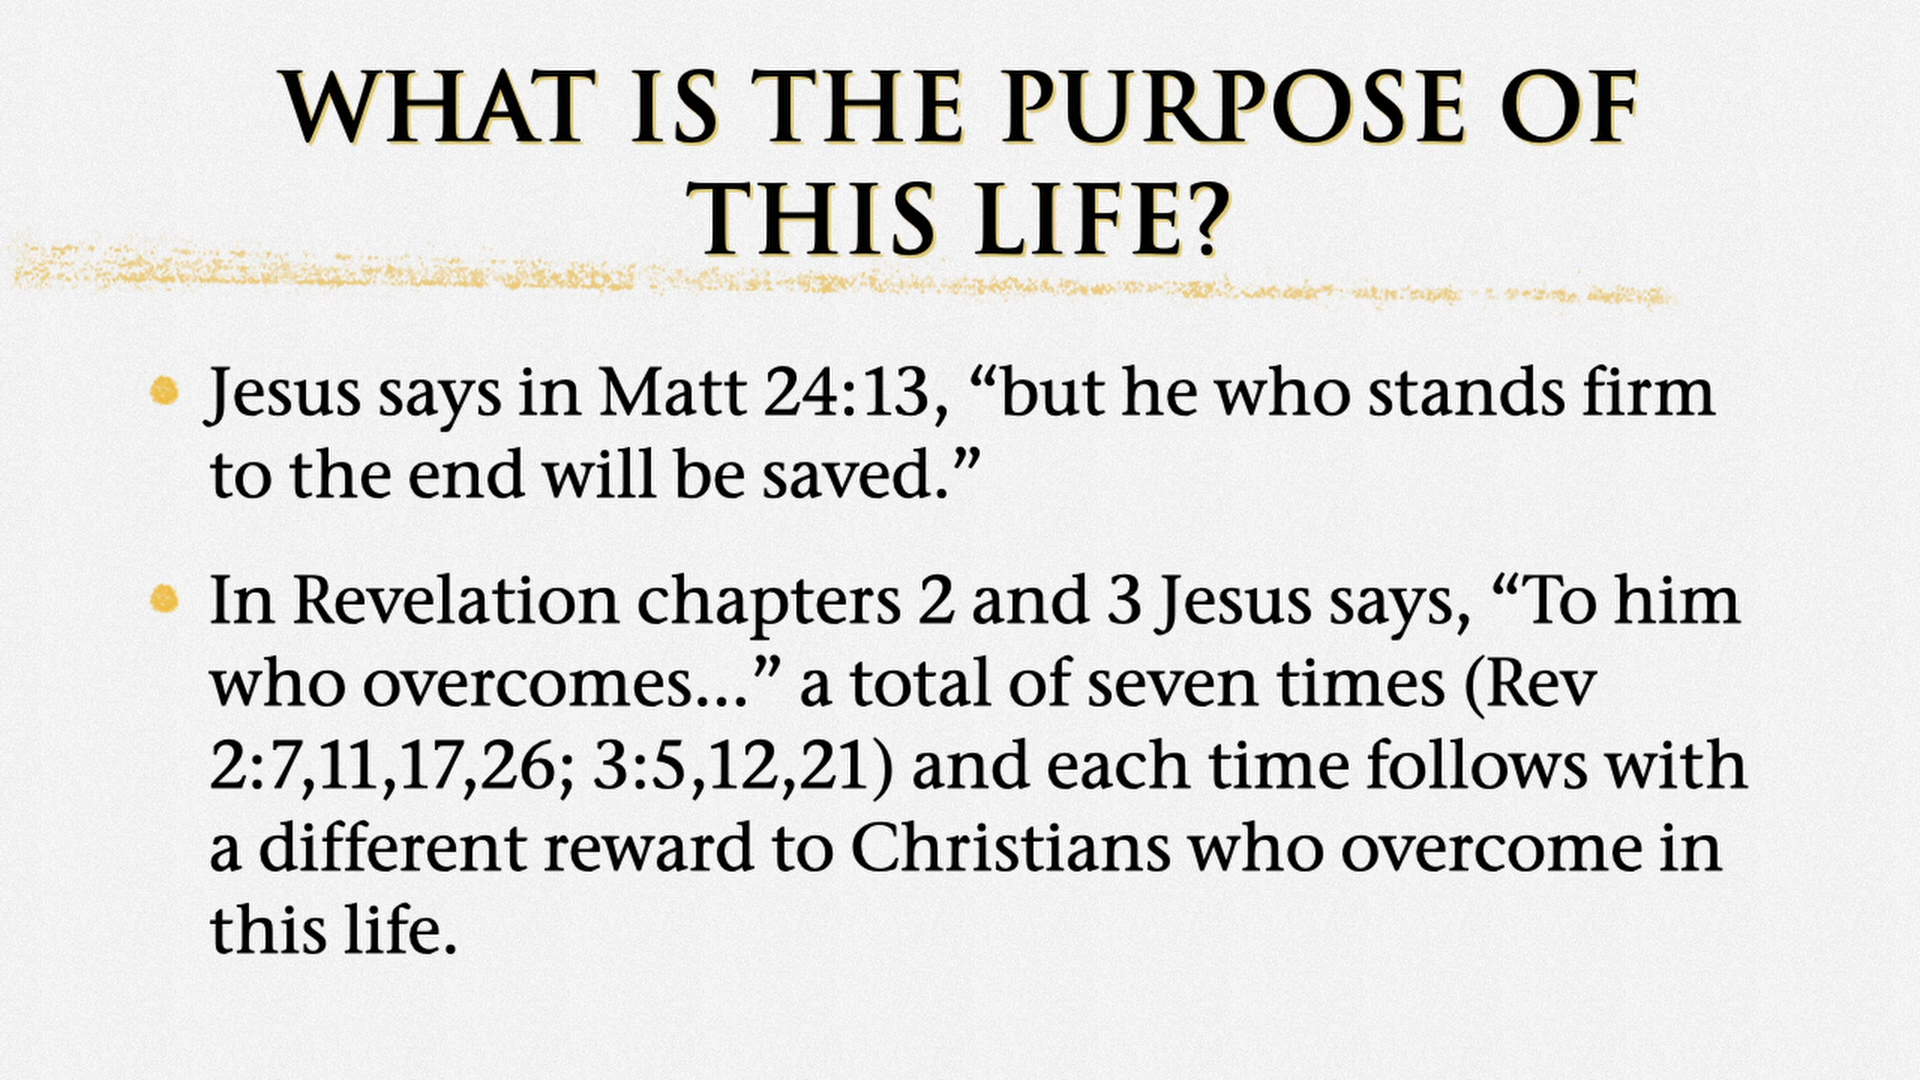 WHAT IS THE PURPOSE OF
THIS LIFE?
• Jesus says in Matt 24:13, “but he who stands firm
to the end will be saved.”
• In Revelation chapters 2 and 3 Jesus says, “To him
who overcomes...” a total of seven times (Rev
2:7,11,17,26; 3:5,12,21) and each time follows with
a different reward to Christians who overcome in
this life.